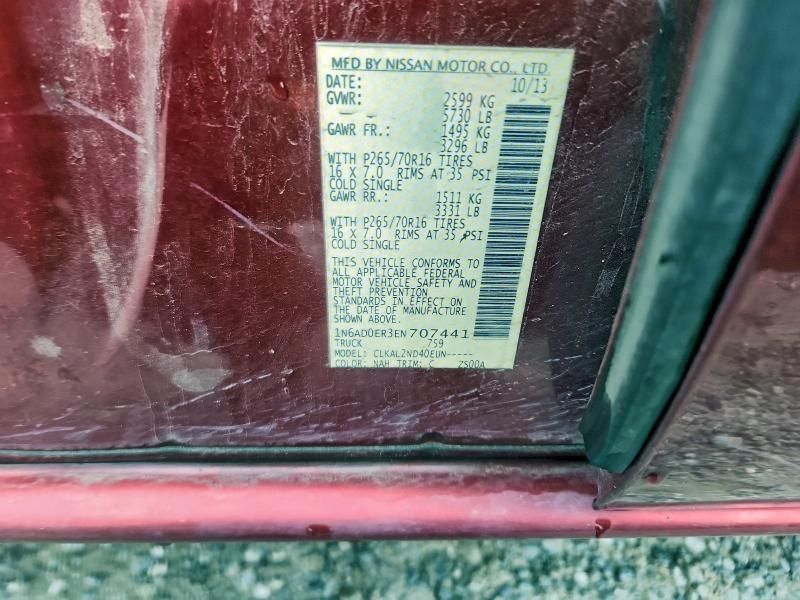 MFD BY NISSAN MOTOR CO., LTD.
DATE: 10/13
GVWR: 2599 KG
5730 LB
GAWR FR.: 1495 KG
3296 LB
WITH P265/70R16 TIRES
16 X 7.0 RIMS AT 35 PSI
COLD SINGLE
GAWR RR.: 1511 KG
3331 LB
WITH P265/70R16 TIRES
16 X 7.0 RIMS AT 35 PSI
COLD SINGLE
THIS VEHICLE CONFORMS TO
ALL APPLICABLE FEDERAL
MOTOR VEHICLE SAFETY AND
THEFT PREVENTION
STANDARDS IN EFFECT ON
THE DATE OF MANUFACTURE
SHOWN ABOVE.
1N6AD0ER3EN707441
TRUCK 759
MODEL: CLKAL2ND40EUN-----
COLOR: NAH TRIM: C ZS00A